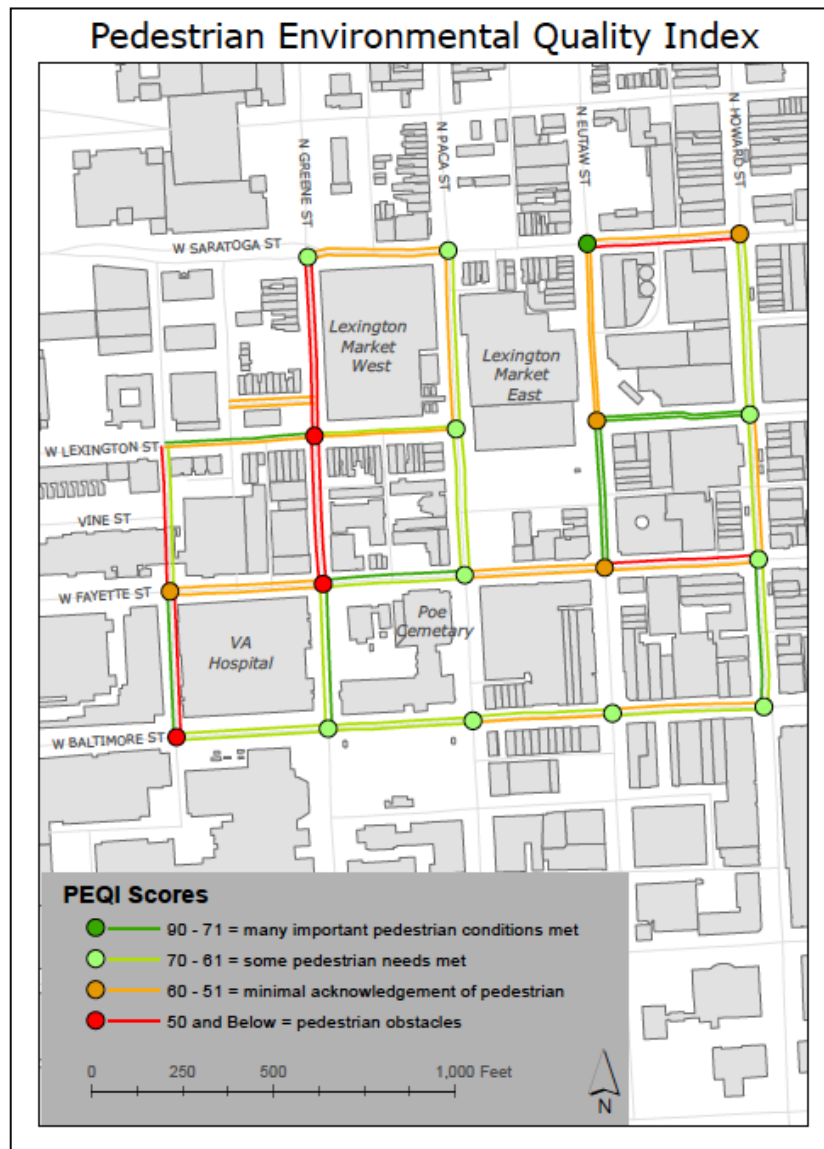 Pedestrian Environmental Quality Index
N GREENE ST
N PACA ST
N EUTAW ST
N HOWARD ST
W SARATOGA ST
Lexington
Market
West
Lexington
Market
East
W LEXINGTON ST
VINE ST
W FAYETTE ST
Poe
Cemetary
VA
Hospital
W BALTIMORE ST
PEQI Scores
90 - 71 = many important pedestrian conditions met
70 - 61 = some pedestrian needs met
60 - 51 = minimal acknowledgement of pedestrian
50 and Below = pedestrian obstacles
0 250 500 1,000 Feet
N